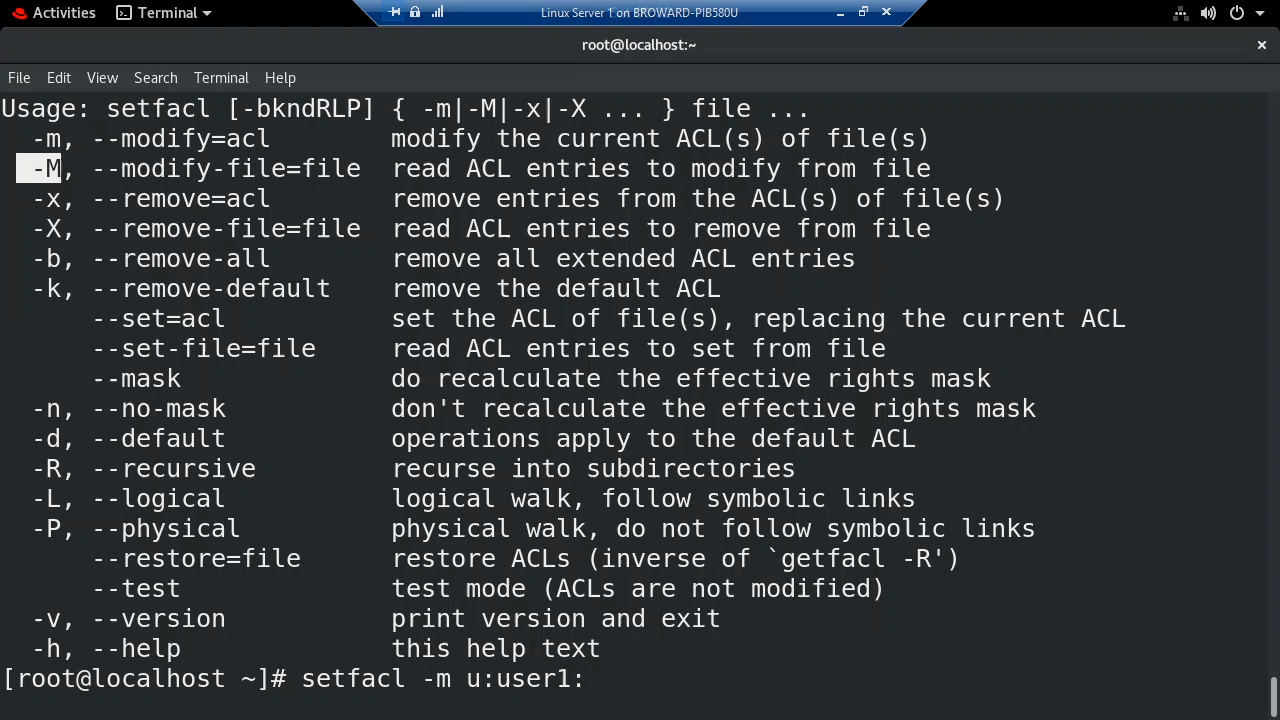 Activities Terminal Linux Server 1 on BROWARD-PIB580U
root@localhost:~
File Edit View Search Terminal Help
Usage: setfacl [-bkndRLP] { -m|-M|-x|-X ... } file ...
-m, --modify=acl modify the current ACL(s) of file(s)
-M, --modify-file=file read ACL entries to modify from file
-x, --remove=acl remove entries from the ACL(s) of file(s)
-X, --remove-file=file read ACL entries to remove from file
-b, --remove-all remove all extended ACL entries
-k, --remove-default remove the default ACL
--set=acl set the ACL of file(s), replacing the current ACL
--set-file=file read ACL entries to set from file
--mask do recalculate the effective rights mask
-n, --no-mask don't recalculate the effective rights mask
-d, --default operations apply to the default ACL
-R, --recursive recurse into subdirectories
-L, --logical logical walk, follow symbolic links
-P, --physical physical walk, do not follow symbolic links
--restore=file restore ACLs (inverse of `getfacl -R')
--test test mode (ACLs are not modified)
-v, --version print version and exit
-h, --help this help text
[root@localhost ~]# setfacl -m u:user1: